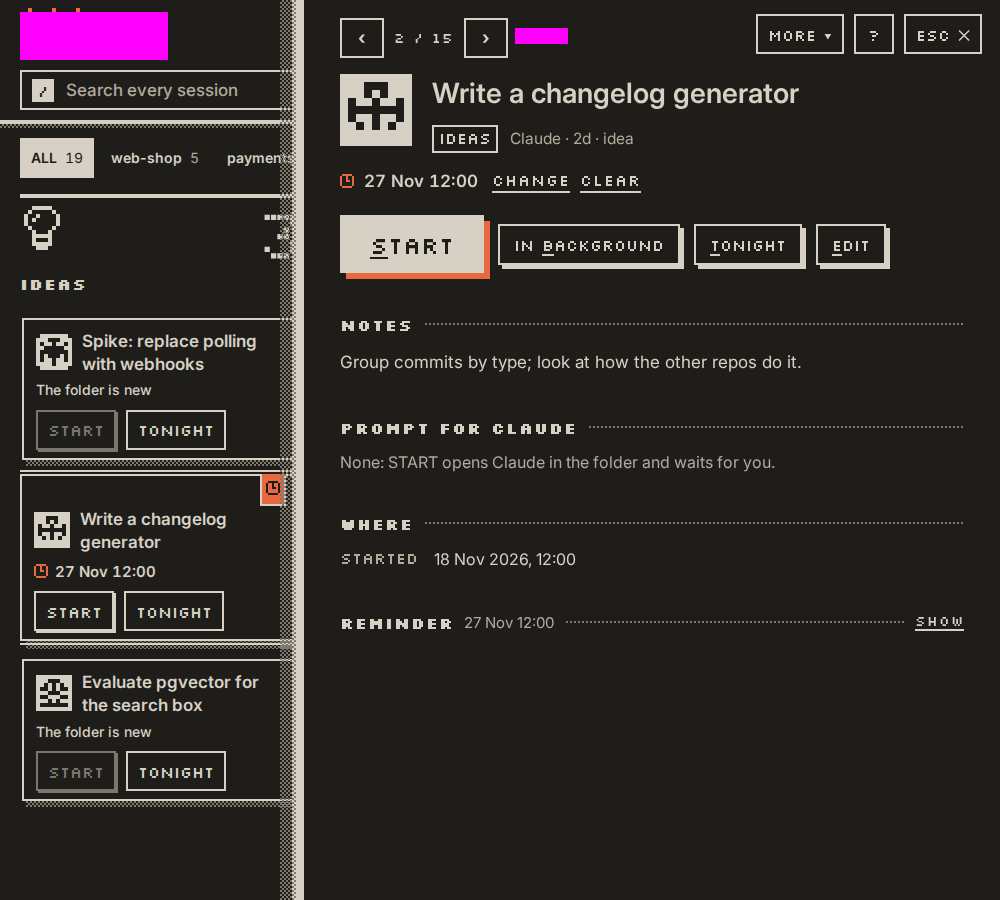 / Search every session
ALL 19 web-shop 5
IDEAS
Spike: replace polling
with webhooks
The folder is new
START TONIGHT
Write a changelog
generator
27 Nov 12:00
START TONIGHT
Evaluate pgvector for
the search box
The folder is new
START TONIGHT
‹ 2 / 15 ›
MORE ▾ ? ESC ×
Write a changelog generator
IDEAS Claude · 2d · idea
27 Nov 12:00 CHANGE CLEAR
START IN BACKGROUND TONIGHT EDIT
NOTES
Group commits by type; look at how the other repos do it.
PROMPT FOR CLAUDE
None: START opens Claude in the folder and waits for you.
WHERE
STARTED 18 Nov 2026, 12:00
REMINDER 27 Nov 12:00 SHOW